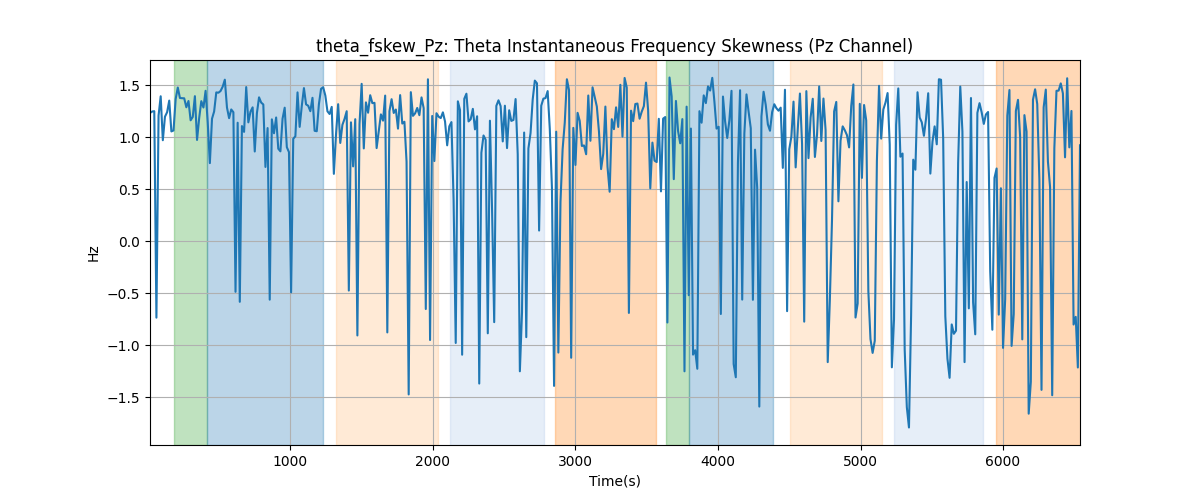 theta_fskew_Pz: Theta Instantaneous Frequency Skewness (Pz Channel)
1.5
1.0
0.5
0.0
−0.5
−1.0
−1.5
Hz
1000 2000 3000 4000 5000 6000
Time(s)